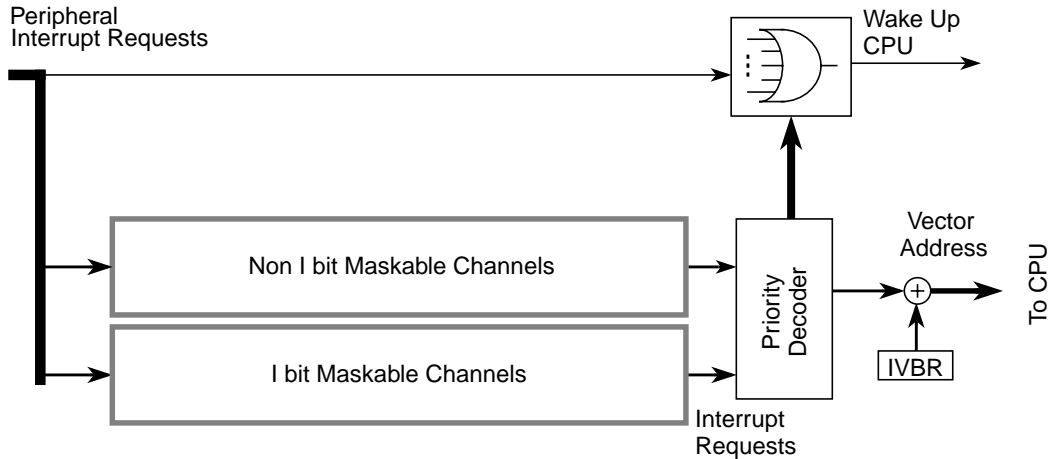 Peripheral
Interrupt Requests
Wake Up
CPU
Non I bit Maskable Channels
I bit Maskable Channels
Interrupt
Requests
Priority
Decoder
Vector
Address
+
IVBR
To CPU